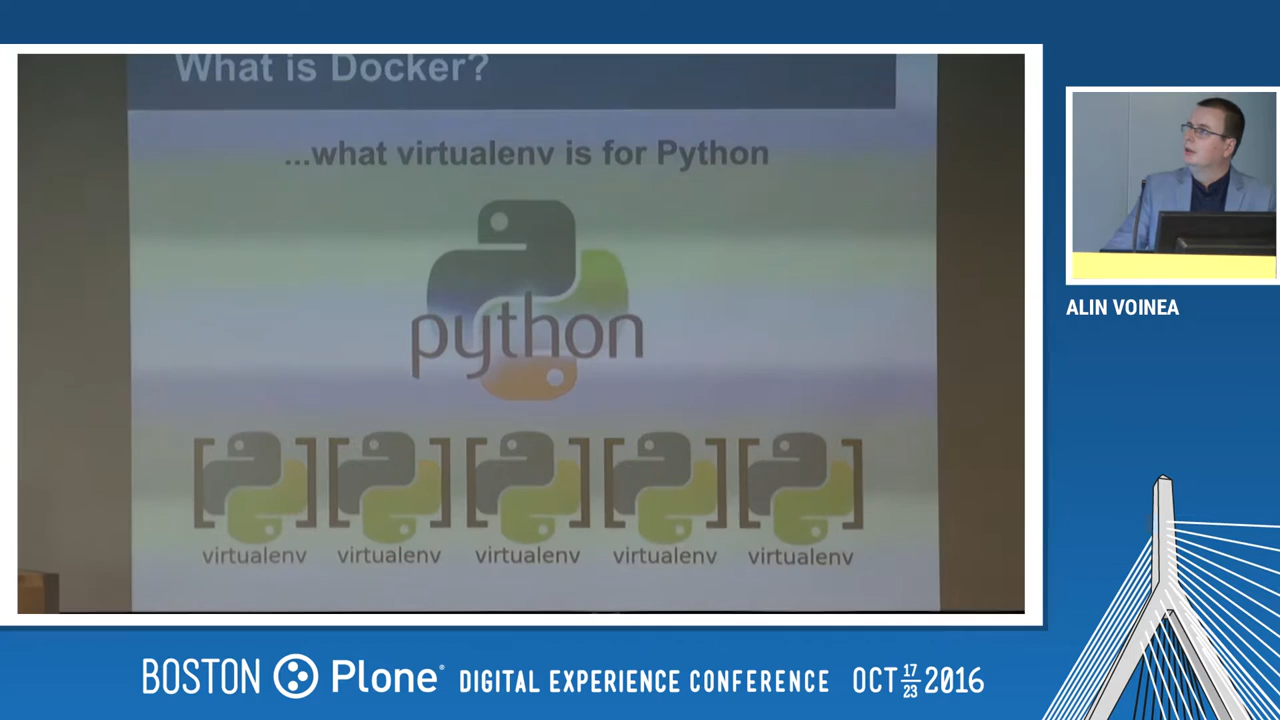 What is Docker?
...what virtualenv is for Python
python
virtualenv virtualenv virtualenv virtualenv virtualenv
ALIN VOINEA
BOSTON Plone® DIGITAL EXPERIENCE CONFERENCE OCT 17 23 2016